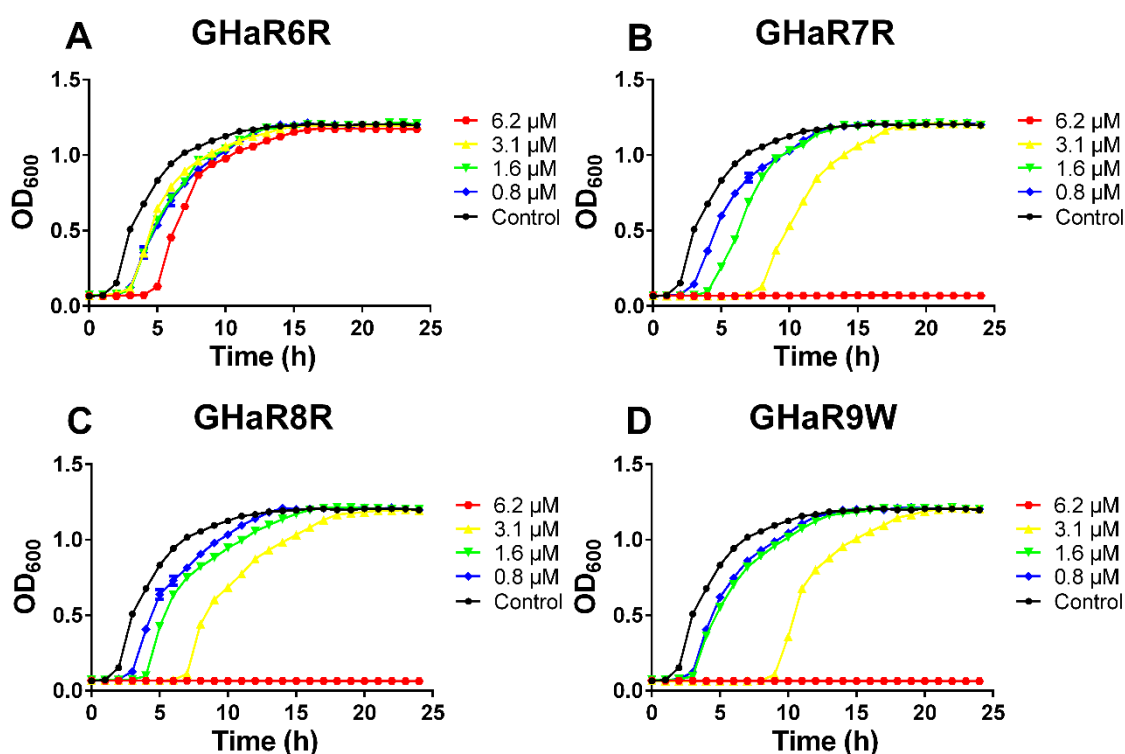 A GHaR6R
1.5
1.0
0.5
0.0
OD600
0 5 10 15 20 25
Time (h)
6.2 µM
3.1 µM
1.6 µM
0.8 µM
Control
B GHaR7R
1.5
1.0
0.5
0.0
OD600
0 5 10 15 20 25
Time (h)
6.2 µM
3.1 µM
1.6 µM
0.8 µM
Control
C GHaR8R
1.5
1.0
0.5
0.0
OD600
0 5 10 15 20 25
Time (h)
6.2 µM
3.1 µM
1.6 µM
0.8 µM
Control
D GHaR9W
1.5
1.0
0.5
0.0
OD600
0 5 10 15 20 25
Time (h)
6.2 µM
3.1 µM
1.6 µM
0.8 µM
Control